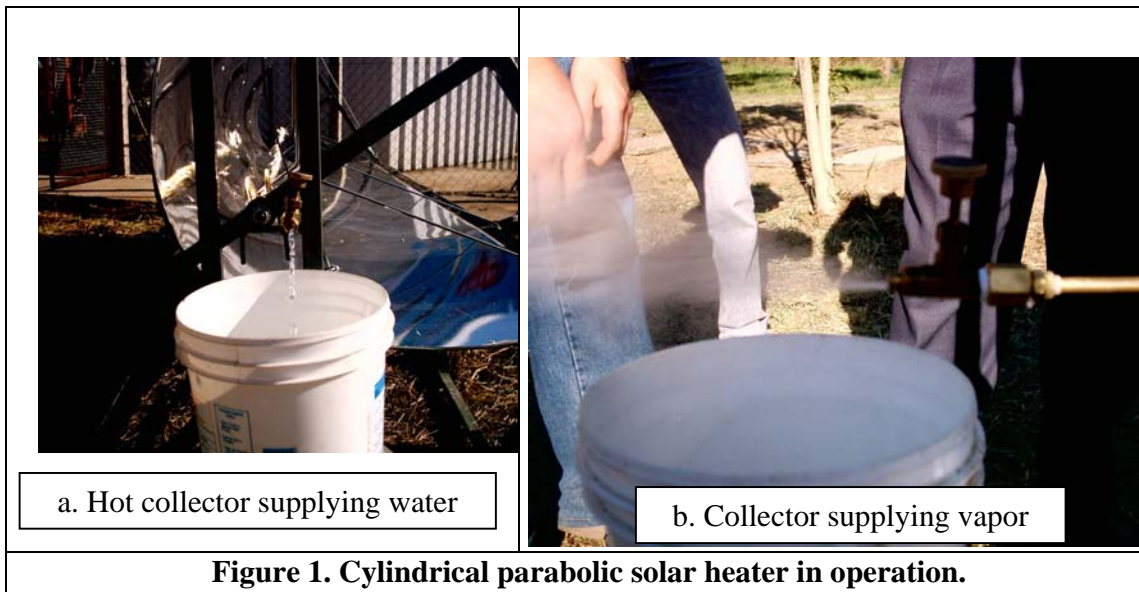 a. Hot collector supplying water
b. Collector supplying vapor
Figure 1. Cylindrical parabolic solar heater in operation.